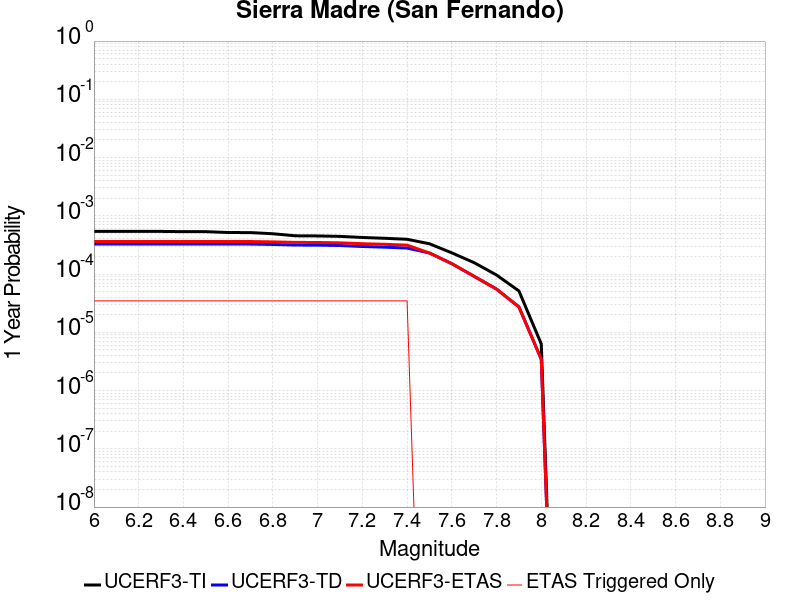 Sierra Madre (San Fernando)
10^0
10^-1
10^-2
10^-3
10^-4
10^-5
10^-6
10^-7
10^-8
1 Year Probability
6 6.2 6.4 6.6 6.8 7 7.2 7.4 7.6 7.8 8 8.2 8.4 8.6 8.8 9
Magnitude
UCERF3-TI UCERF3-TD UCERF3-ETAS ETAS Triggered Only